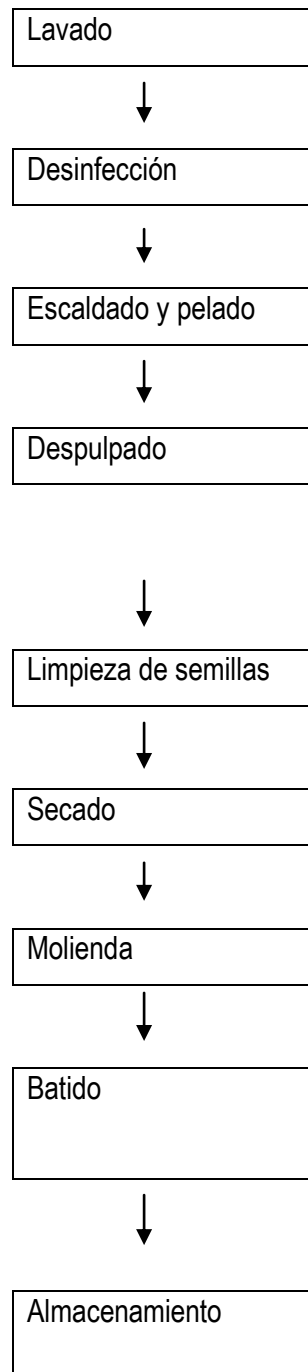 Lavado
Desinfección
Escaldado y pelado
Despulpado
Limpieza de semillas
Secado
Molienda
Batido
Almacenamiento